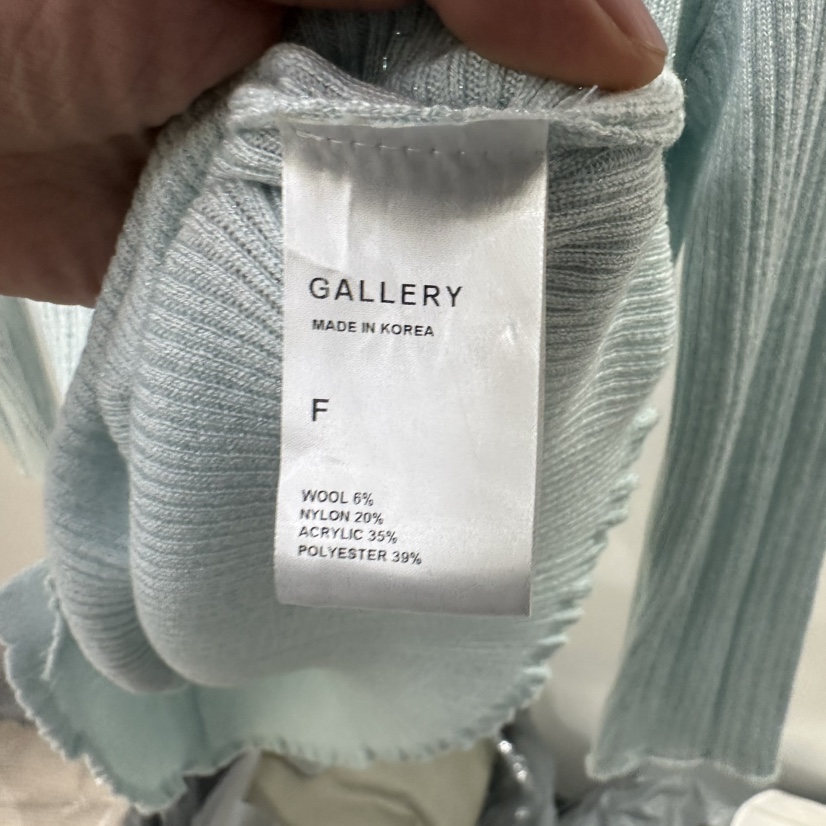 GALLERY
MADE IN KOREA
F
WOOL 6%
NYLON 20%
ACRYLIC 35%
POLYESTER 39%